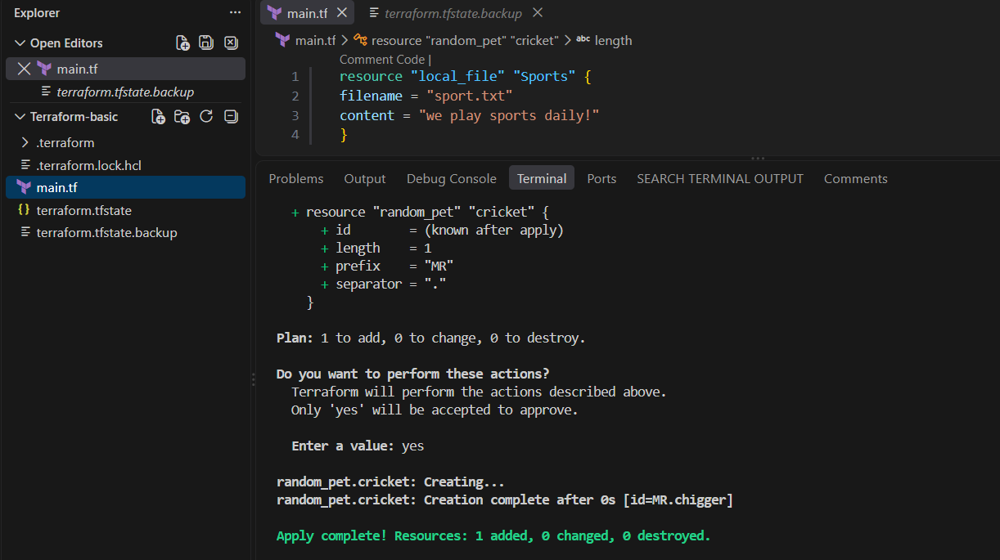 Explorer
Open Editors
main.tf
terraform.tfstate.backup
Terraform-basic
.terraform
.terraform.lock.hcl
main.tf
terraform.tfstate
terraform.tfstate.backup
main.tf
terraform.tfstate.backup
main.tf > resource "random_pet" "cricket" > abc length
Comment Code |
1 resource "local_file" "Sports" {
2 filename = "sport.txt"
3 content = "we play sports daily!"
4 }
Problems Output Debug Console Terminal Ports SEARCH TERMINAL OUTPUT Comments
+ resource "random_pet" "cricket" {
+ id = (known after apply)
+ length = 1
+ prefix = "MR"
+ separator = "."
}
Plan: 1 to add, 0 to change, 0 to destroy.
Do you want to perform these actions?
Terraform will perform the actions described above.
Only 'yes' will be accepted to approve.
Enter a value: yes
random_pet.cricket: Creating...
random_pet.cricket: Creation complete after 0s [id=MR.chigger]
Apply complete! Resources: 1 added, 0 changed, 0 destroyed.